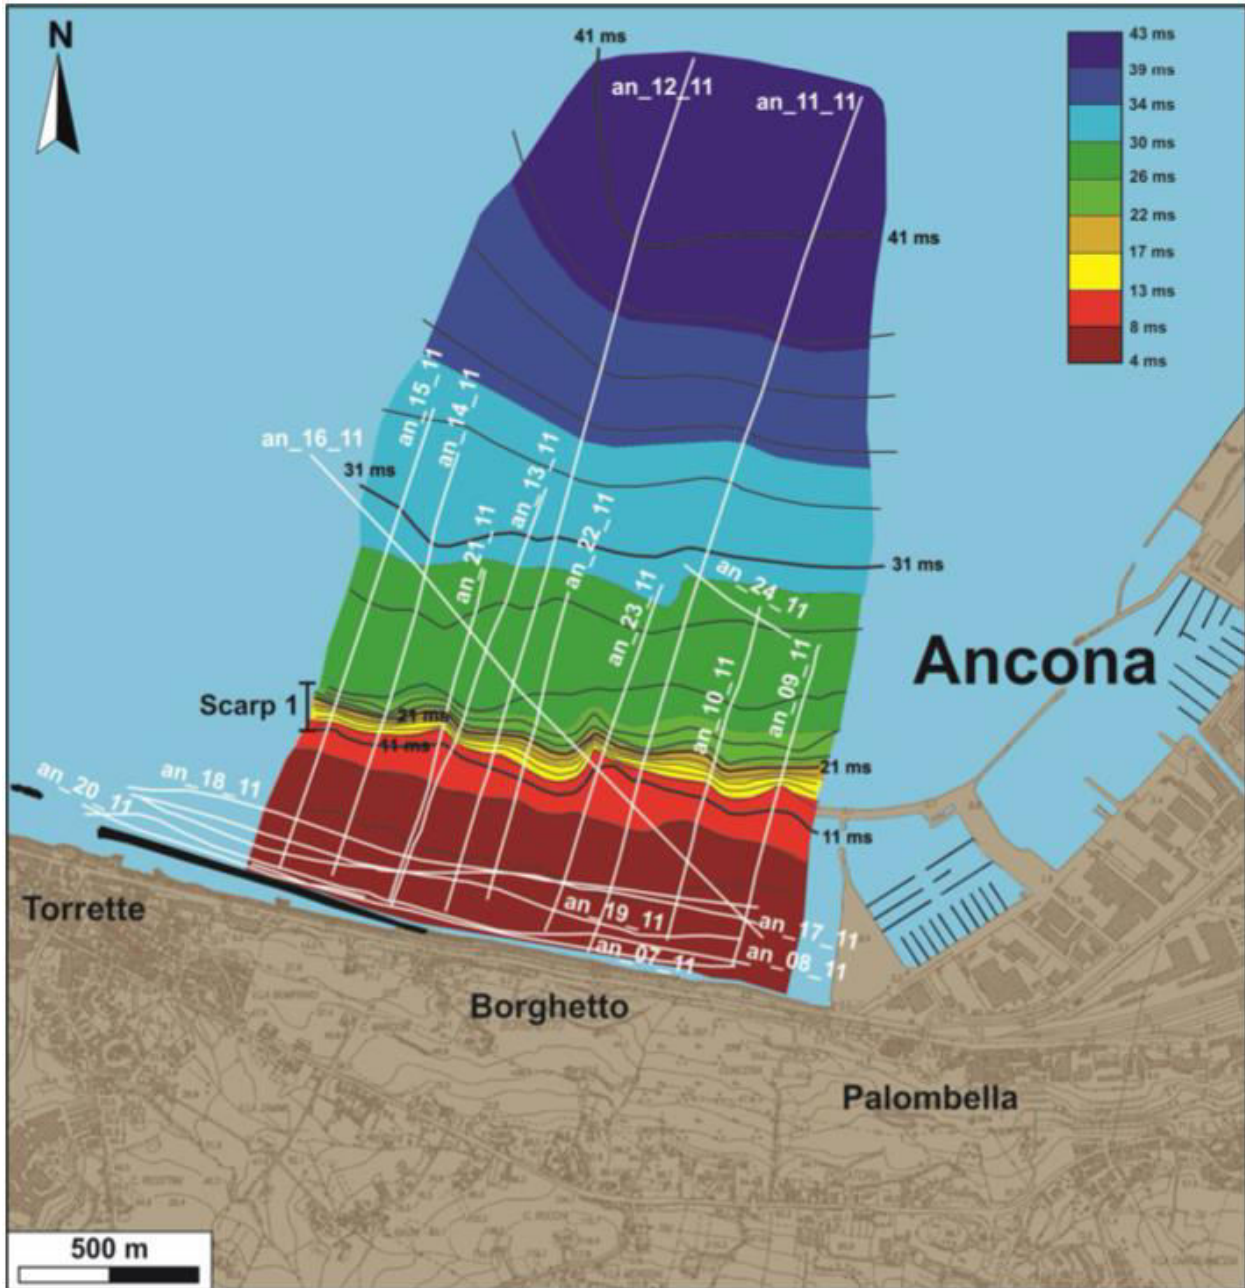 N
41 ms
an_12_11
an_11_11
41 ms
43 ms
39 ms
34 ms
30 ms
26 ms
22 ms
17 ms
13 ms
8 ms
4 ms
an_15_11
an_14_11
an_16_11
31 ms
an_13_11
an_21_11
an_22_11
31 ms
an_24_11
an_23_11
an_10_11
an_09_11
Ancona
Scarp 1
21 ms
11 ms
21 ms
11 ms
an_18_11
an_20_11
Torrette
an_19_11
an_17_11
an_07_11
an_08_11
Borghetto
Palombella
500 m